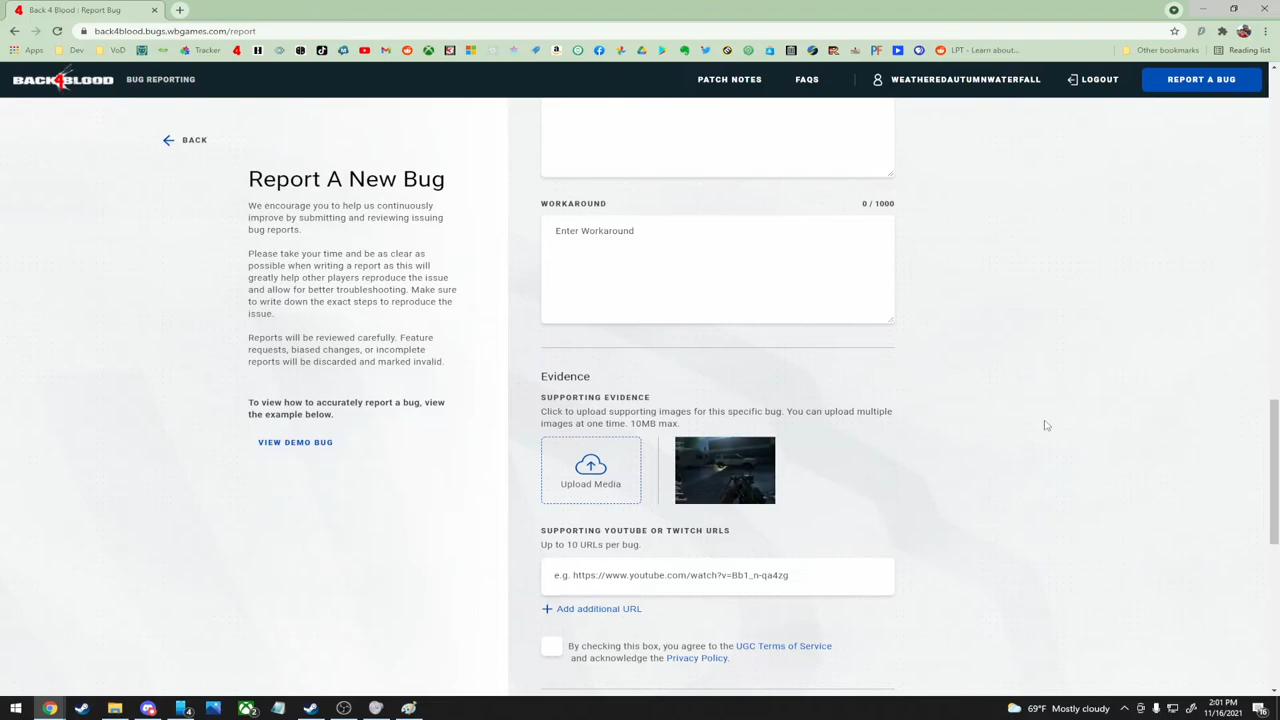 Back 4 Blood | Bug Report
back4blood.bugs.wbgames.com/report
Apps
Dev
VoD
Tracker
LPT - Learn about...
Other bookmarks
Reading list
BACK4BLOOD
BUG REPORTING
PATCH NOTES
FAQS
WEATHEREDAUTUMNWATERFALL
LOGOUT
REPORT A BUG
BACK
Report A New Bug
We encourage you to help us continuously
improve by submitting and reviewing issuing
bug reports.
Please take your time and be as clear as
possible when writing a report as this will
greatly help other players reproduce the issue
and allow for better troubleshooting. Make sure
to write down the exact steps to reproduce the
issue.
Reports will be reviewed carefully. Feature
requests, biased changes, or incomplete
reports will be discarded and marked invalid.
To view how to accurately report a bug, view
the example below.
VIEW DEMO BUG
WORKAROUND
0 / 1000
Enter Workaround
Evidence
SUPPORTING EVIDENCE
Click to upload supporting images for this specific bug. You can upload multiple
images at one time. 10MB max.
Upload Media
SUPPORTING YOUTUBE OR TWITCH URLS
Up to 10 URLs per bug.
e.g. https://www.youtube.com/watch?v=Bb1_n-qa4zg
+ Add additional URL
By checking this box, you agree to the UGC Terms of Service
and acknowledge the Privacy Policy.
69°F Mostly cloudy
2:01 PM
11/16/2021